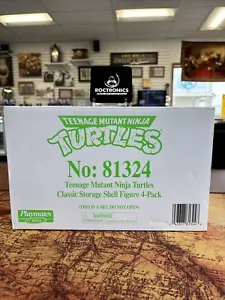 ROCTRONICS
TEENAGE MUTANT NINJA
TURTLES
No: 81324
Teenage Mutant Ninja Turtles
Classic Storage Shell Figure 4-Pack
(THIS IS A SET DO NOT OPEN)
Playmates
WARNING